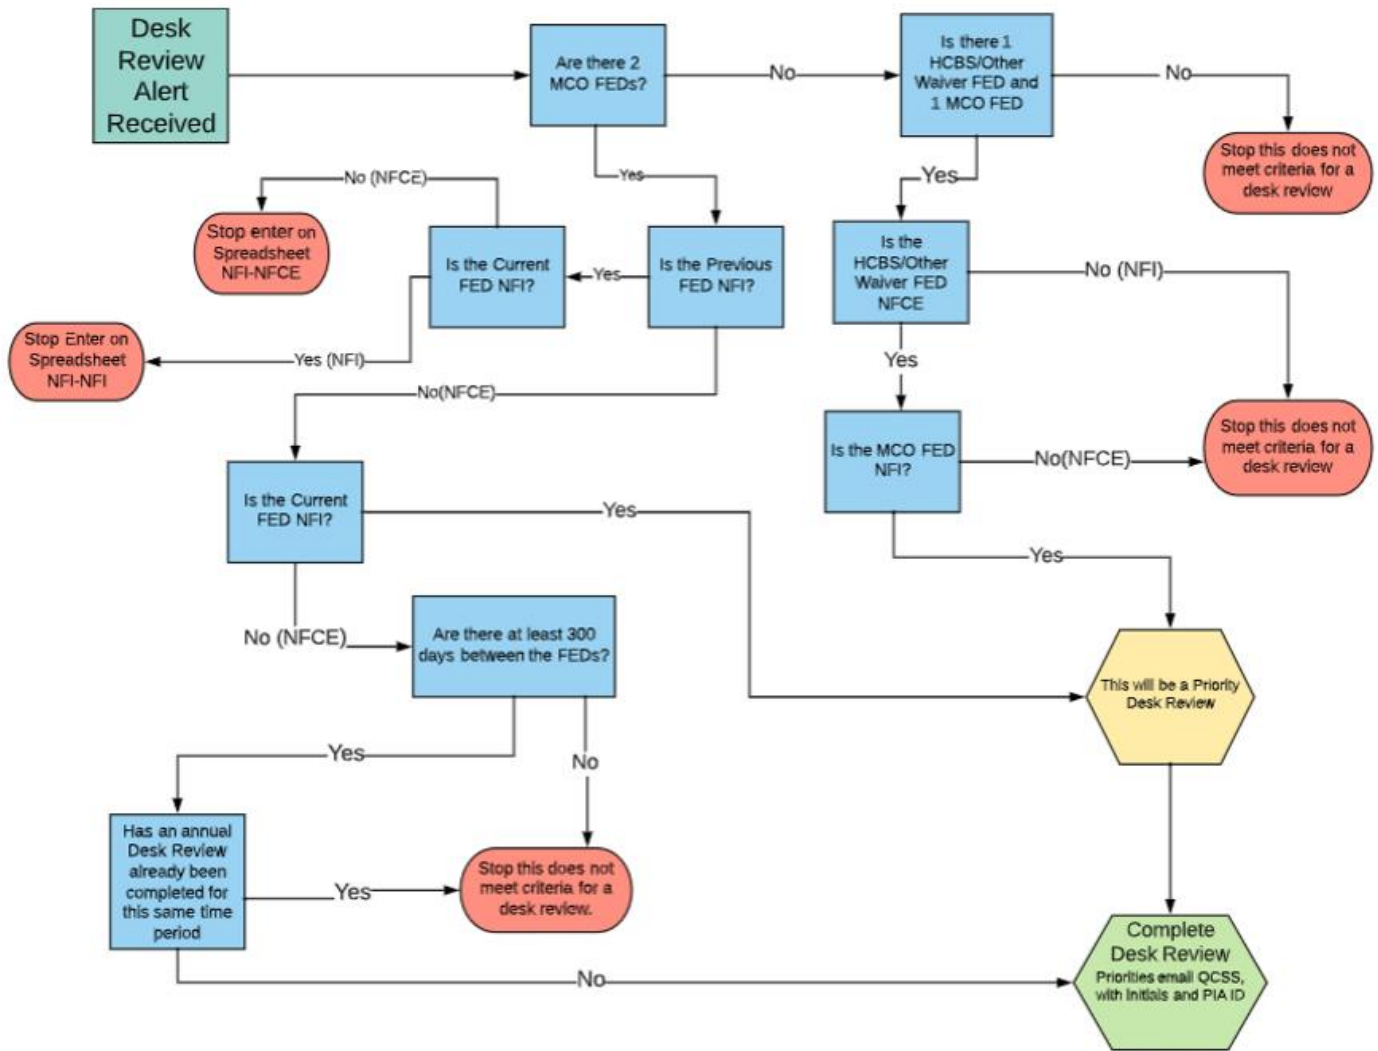 Desk
Review
Alert
Received
Are there 2
MCO FEDs?
No
Is there 1
HCBS/Other
Waiver FED and
1 MCO FED
No
Stop this does not
meet criteria for a
desk review
Yes
Yes
No (NFCE)
Stop enter on
Spreadsheet
NFI-NFCE
Is the Current
FED NFI?
Yes
Is the Previous
FED NFI?
Is the
HCBS/Other
Waiver FED
NFCE
No (NFI)
Stop Enter on
Spreadsheet
NFI-NFI
Yes (NFI)
Yes
No(NFCE)
Is the MCO FED
NFI?
No(NFCE)
Stop this does not
meet criteria for a
desk review
Is the Current
FED NFI?
Yes
Yes
No (NFCE)
Are there at least 300
days between the FEDs?
This will be a Priority
Desk Review
Yes
No
Has an annual
Desk Review
already been
completed for
this same time
period
Yes
Stop this does not
meet criteria for a
desk review.
No
Complete
Desk Review
Priorities email QCSS,
with Initials and PIA ID